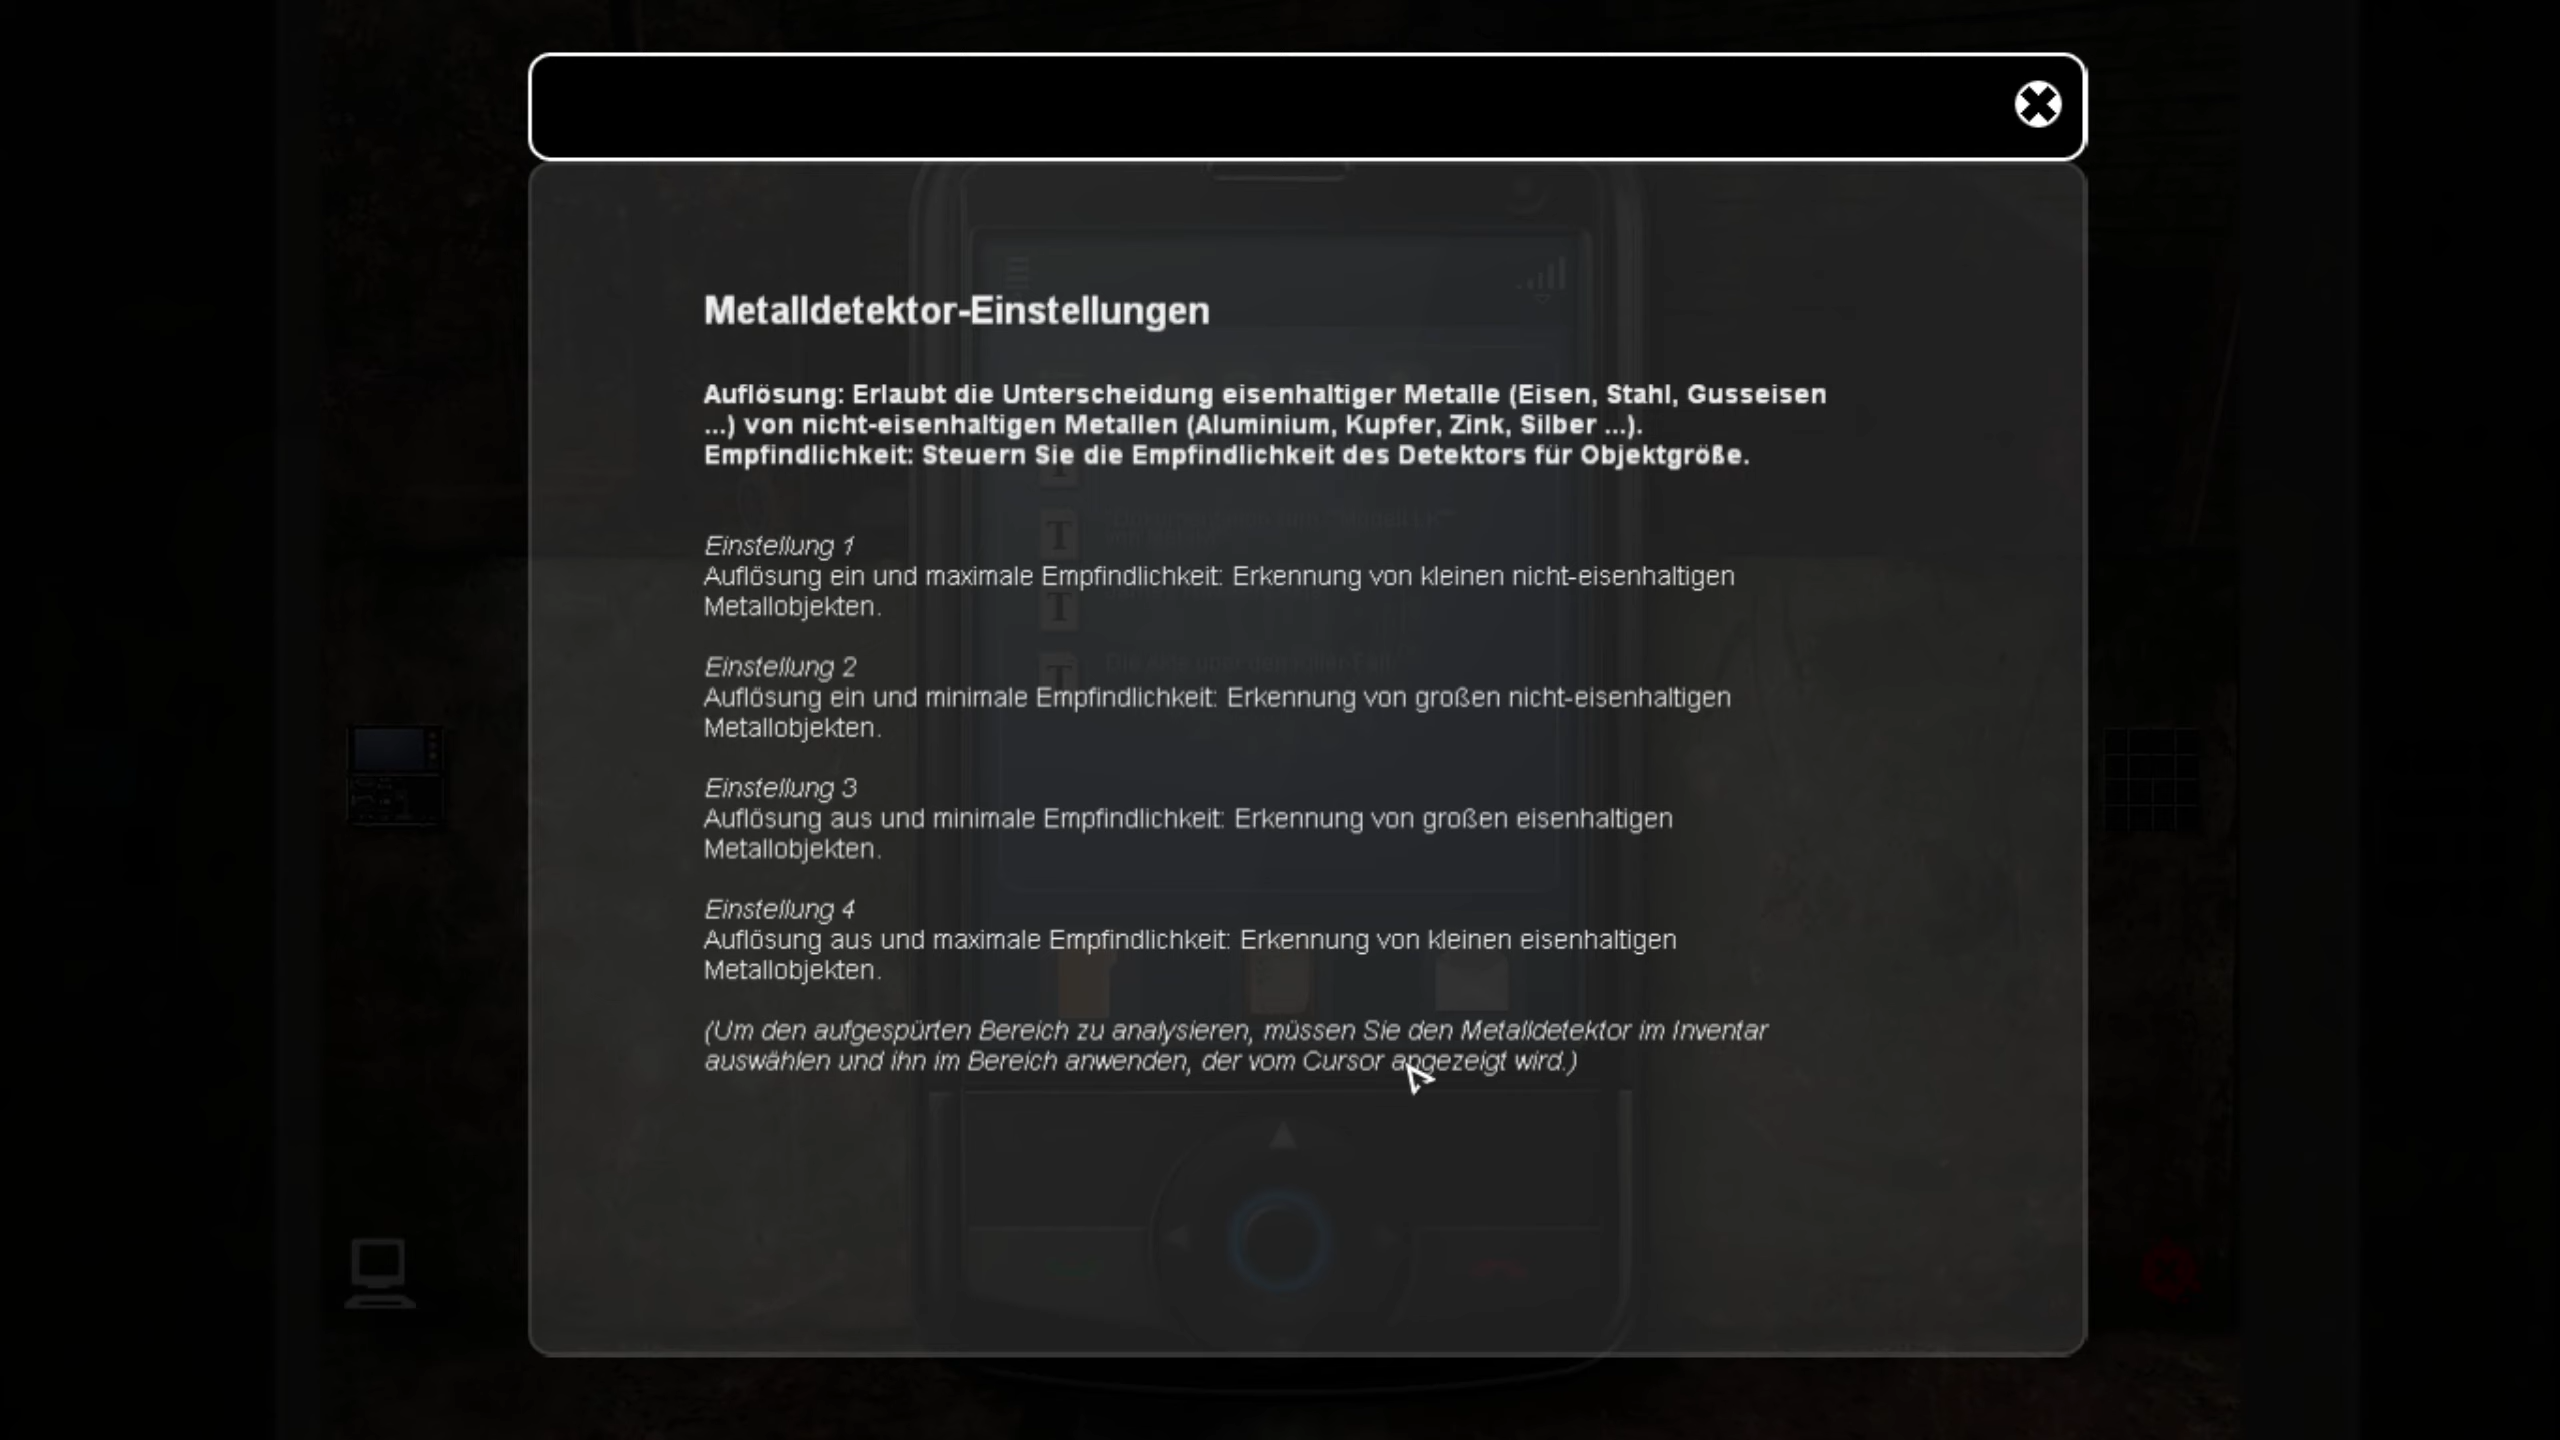 Metalldetektor-Einstellungen
Auflösung: Erlaubt die Unterscheidung eisenhaltiger Metalle (Eisen, Stahl, Gusseisen
...) von nicht-eisenhaltigen Metallen (Aluminium, Kupfer, Zink, Silber ...).
Empfindlichkeit: Steuern Sie die Empfindlichkeit des Detektors für Objektgröße.
Einstellung 1
Auflösung ein und maximale Empfindlichkeit: Erkennung von kleinen nicht-eisenhaltigen
Metallobjekten.
Einstellung 2
Auflösung ein und minimale Empfindlichkeit: Erkennung von großen nicht-eisenhaltigen
Metallobjekten.
Einstellung 3
Auflösung aus und minimale Empfindlichkeit: Erkennung von großen eisenhaltigen
Metallobjekten.
Einstellung 4
Auflösung aus und maximale Empfindlichkeit: Erkennung von kleinen eisenhaltigen
Metallobjekten.
(Um den aufgespürten Bereich zu analysieren, müssen Sie den Metalldetektor im Inventar
auswählen und ihn im Bereich anwenden, der vom Cursor angezeigt wird.)